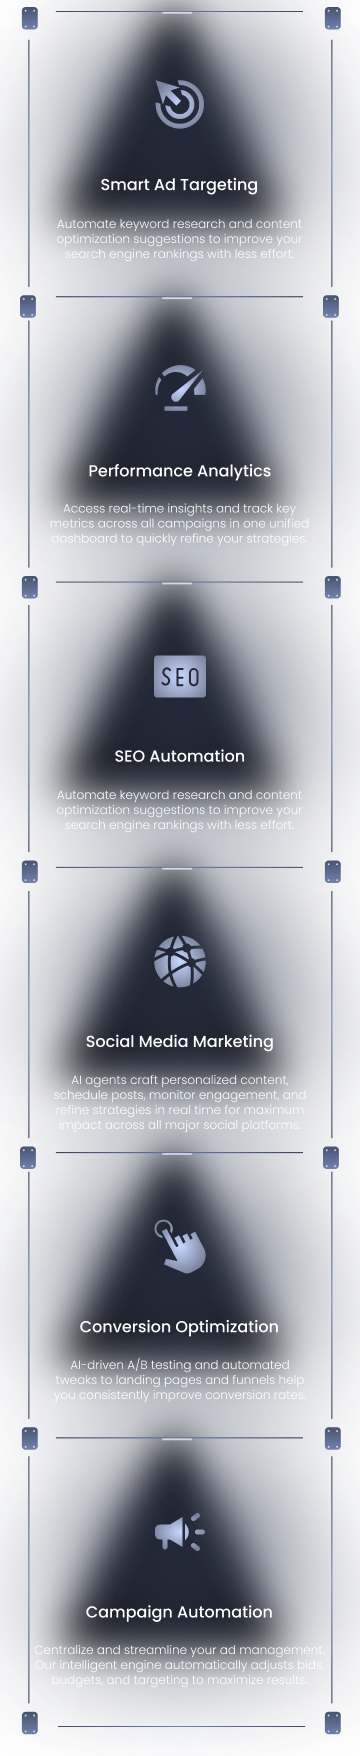 Smart Ad Targeting
Automate keyword research and content
optimization suggestions to improve your
search engine rankings with less effort.
Performance Analytics
Access real-time insights and track key
metrics across all campaigns in one unified
dashboard to quickly refine your strategies.
SEO
SEO Automation
Automate keyword research and content
optimization suggestions to improve your
search engine rankings with less effort.
Social Media Marketing
AI agents craft personalized content,
schedule posts, monitor engagement, and
refine strategies in real time for maximum
impact across all major social platforms.
Conversion Optimization
AI-driven A/B testing and automated
tweaks to landing pages and funnels help
you consistently improve conversion rates.
Campaign Automation
Centralize and streamline your ad management.
Our intelligent engine automatically adjusts bids,
budgets, and targeting to maximize results.